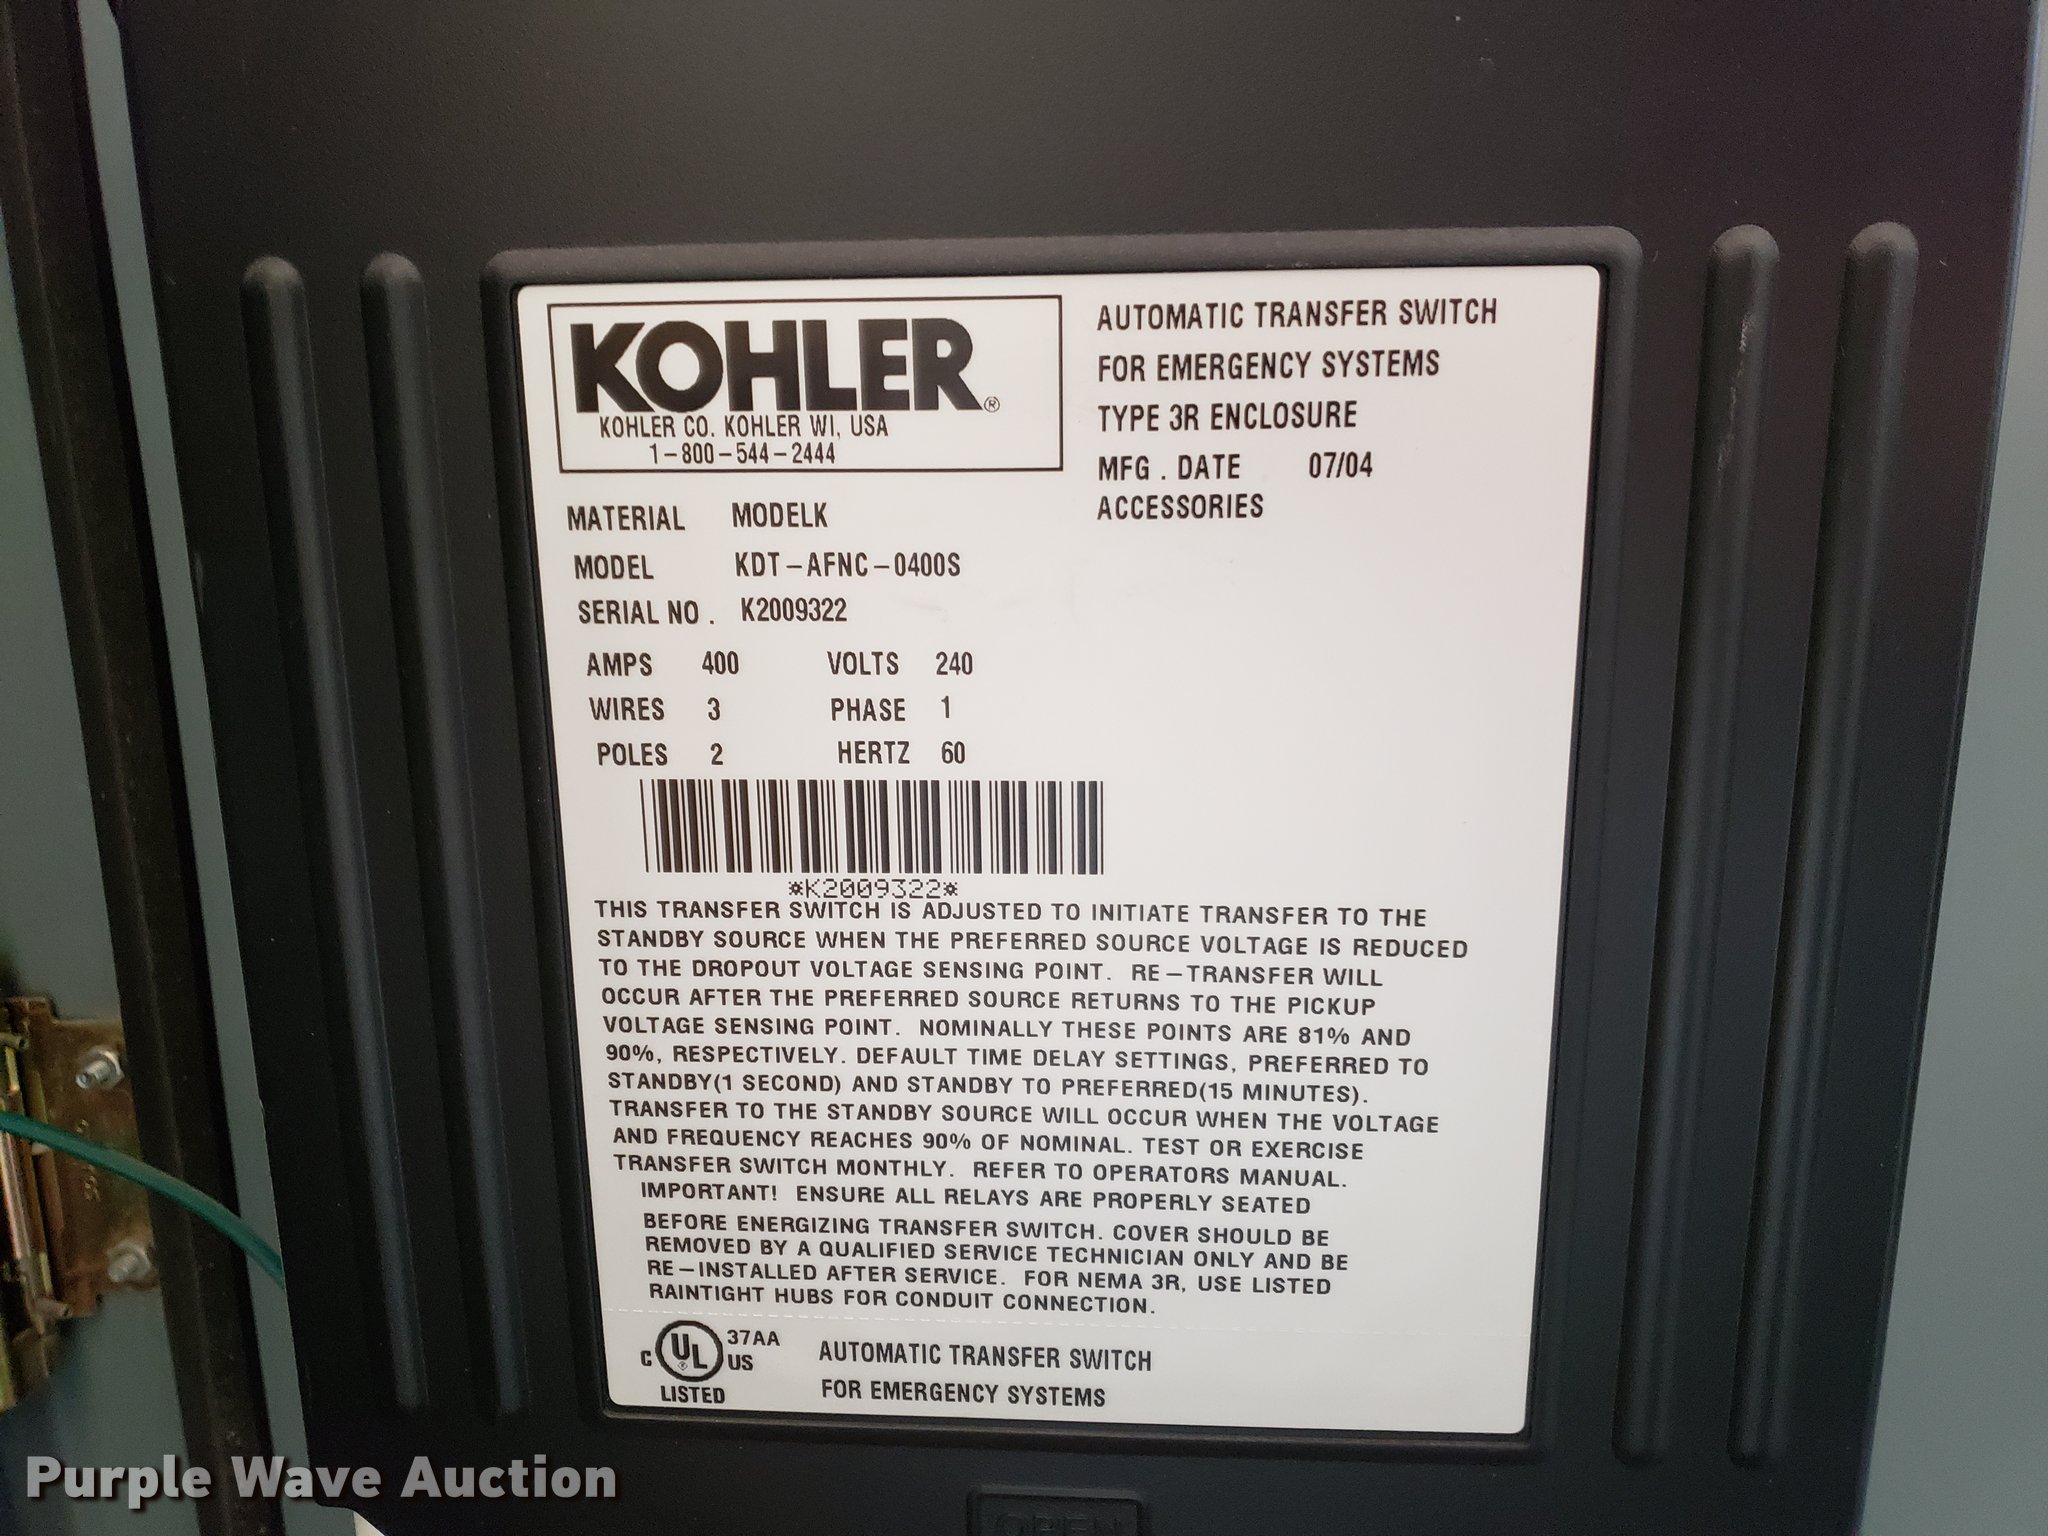 KOHLER®
KOHLER CO. KOHLER WI, USA
1-800-544-2444
AUTOMATIC TRANSFER SWITCH
FOR EMERGENCY SYSTEMS
TYPE 3R ENCLOSURE
MFG . DATE 07/04
ACCESSORIES
MATERIAL MODELK
MODEL KDT-AFNC-0400S
SERIAL NO . K2009322
AMPS 400 VOLTS 240
WIRES 3 PHASE 1
POLES 2 HERTZ 60
*K2009322*
THIS TRANSFER SWITCH IS ADJUSTED TO INITIATE TRANSFER TO THE
STANDBY SOURCE WHEN THE PREFERRED SOURCE VOLTAGE IS REDUCED
TO THE DROPOUT VOLTAGE SENSING POINT. RE-TRANSFER WILL
OCCUR AFTER THE PREFERRED SOURCE RETURNS TO THE PICKUP
VOLTAGE SENSING POINT. NOMINALLY THESE POINTS ARE 81% AND
90%, RESPECTIVELY. DEFAULT TIME DELAY SETTINGS, PREFERRED TO
STANDBY(1 SECOND) AND STANDBY TO PREFERRED(15 MINUTES).
TRANSFER TO THE STANDBY SOURCE WILL OCCUR WHEN THE VOLTAGE
AND FREQUENCY REACHES 90% OF NOMINAL. TEST OR EXERCISE
TRANSFER SWITCH MONTHLY. REFER TO OPERATORS MANUAL.
IMPORTANT! ENSURE ALL RELAYS ARE PROPERLY SEATED
BEFORE ENERGIZING TRANSFER SWITCH. COVER SHOULD BE
REMOVED BY A QUALIFIED SERVICE TECHNICIAN ONLY AND BE
RE-INSTALLED AFTER SERVICE. FOR NEMA 3R, USE LISTED
RAINTIGHT HUBS FOR CONDUIT CONNECTION.
C UL US 37AA
LISTED
AUTOMATIC TRANSFER SWITCH
FOR EMERGENCY SYSTEMS
Purple Wave Auction